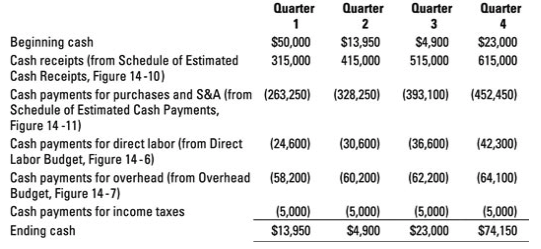 Quarter Quarter Quarter Quarter
1 2 3 4
Beginning cash $50,000 $13,950 $4,900 $23,000
Cash receipts (from Schedule of Estimated 315,000 415,000 515,000 615,000
Cash Receipts, Figure 14-10)
Cash payments for purchases and S&A (from (263,250) (328,250) (393,100) (452,450)
Schedule of Estimated Cash Payments,
Figure 14-11)
Cash payments for direct labor (from Direct (24,600) (30,600) (36,600) (42,300)
Labor Budget, Figure 14-6)
Cash payments for overhead (from Overhead (58,200) (60,200) (62,200) (64,100)
Budget, Figure 14-7)
Cash payments for income taxes (5,000) (5,000) (5,000) (5,000)
Ending cash $13,950 $4,900 $23,000 $74,150